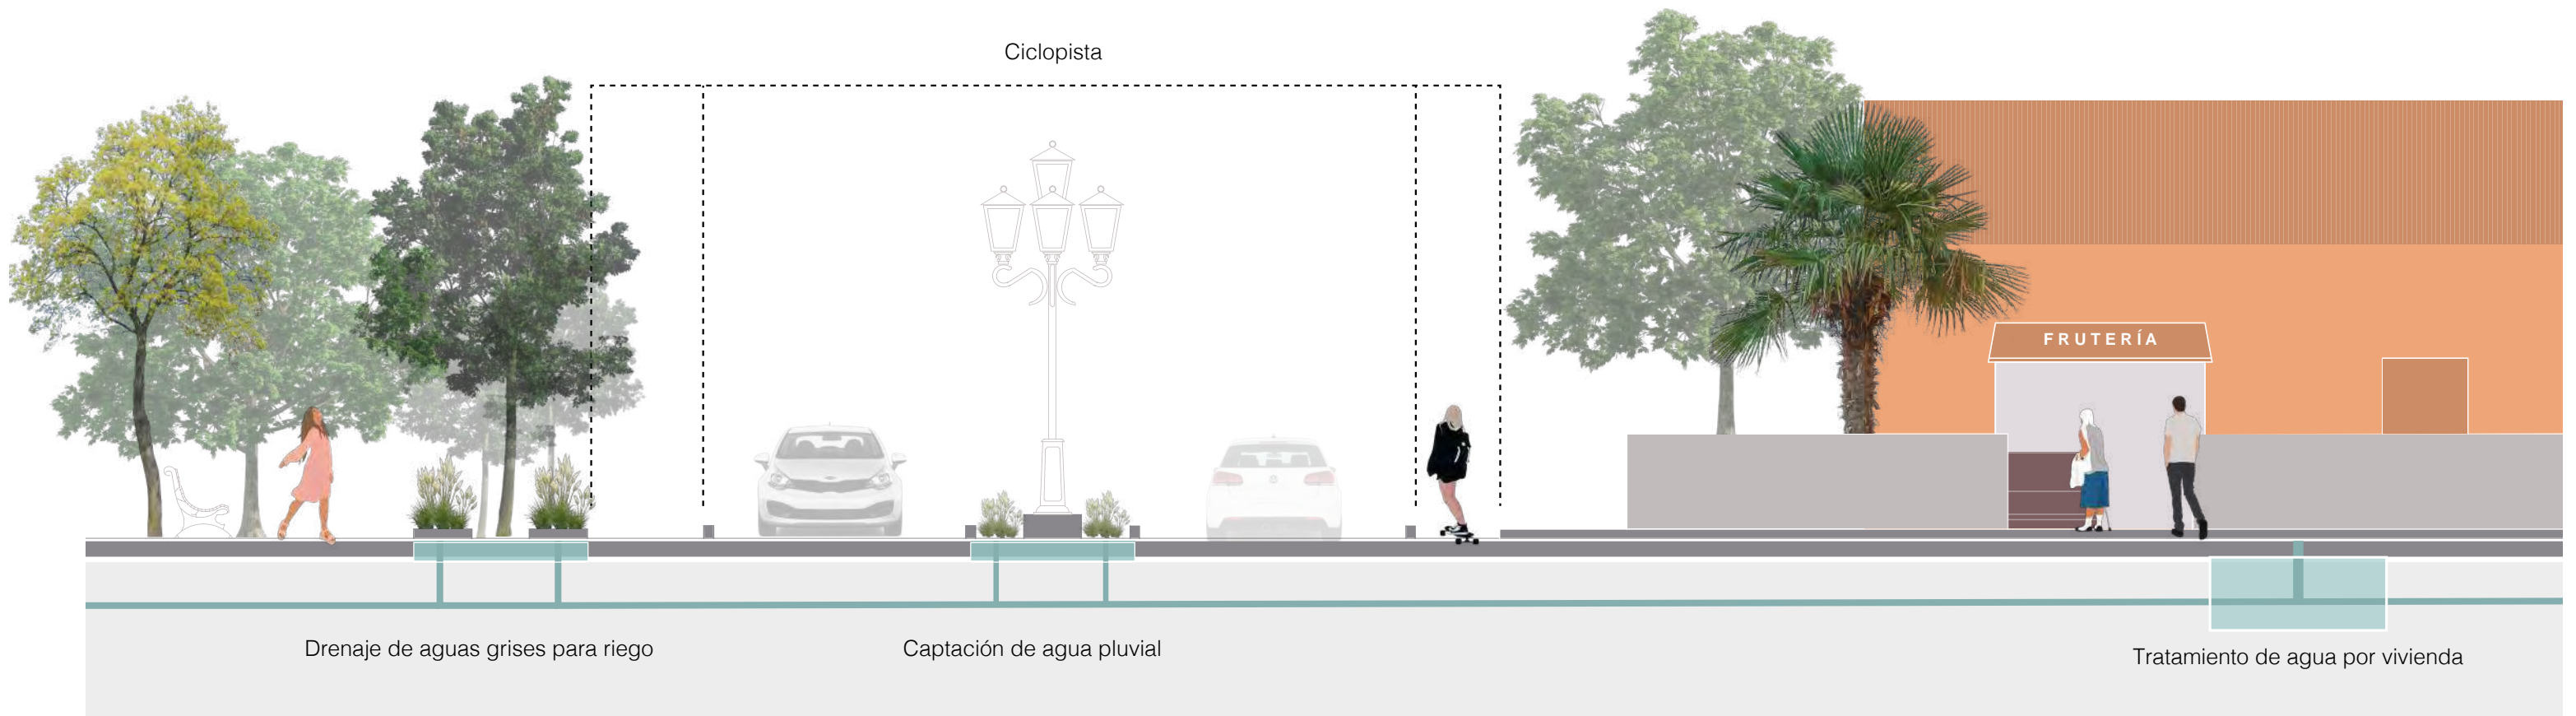 Ciclopista
FRUTERÍA
Drenaje de aguas grises para riego
Captación de agua pluvial
Tratamiento de agua por vivienda